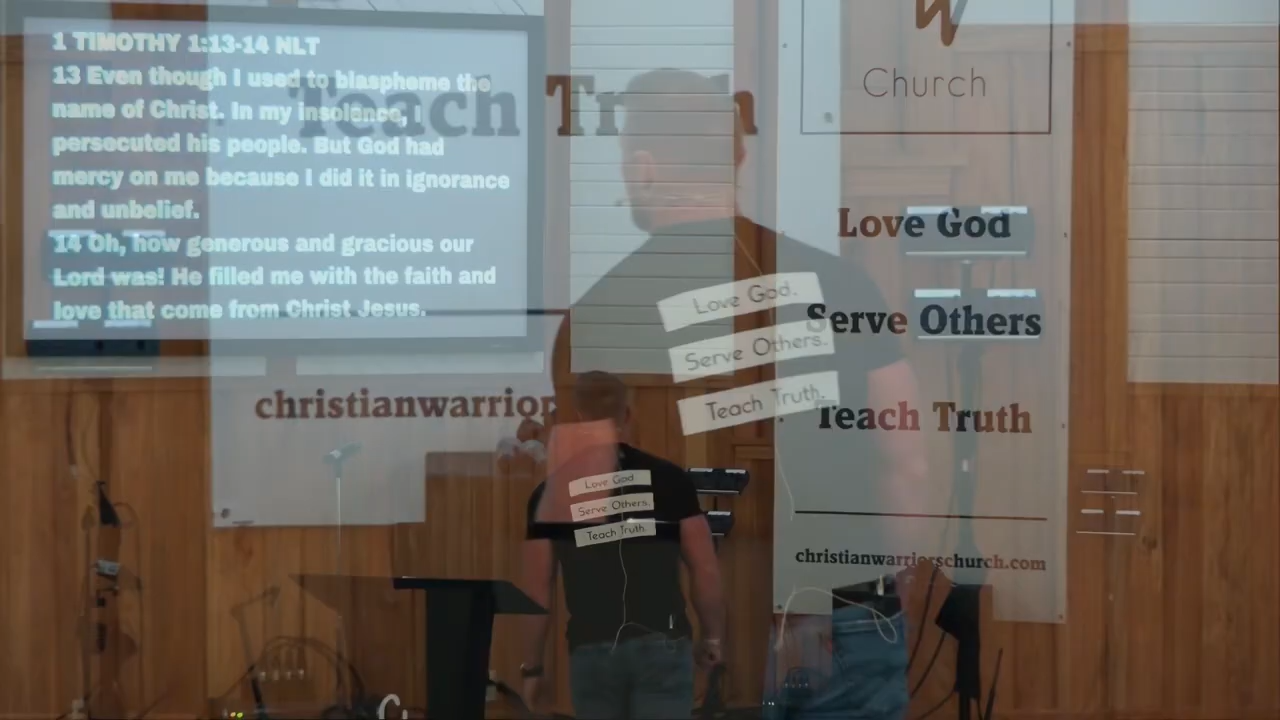 1 TIMOTHY 1:13-14 NLT
13 Even though I used to blaspheme the
name of Christ. In my insolence, I
persecuted his people. But God had
mercy on me because I did it in ignorance
and unbelief.
14 Oh, how generous and gracious our
Lord was! He filled me with the faith and
love that come from Christ Jesus.
Teach
christianwarrior
Church
Love God
Serve Others
Teach Truth
christianwarriorschurch.com
Love God.
Serve Others.
Teach Truth.
Love God
Serve Others.
Teach Truth.